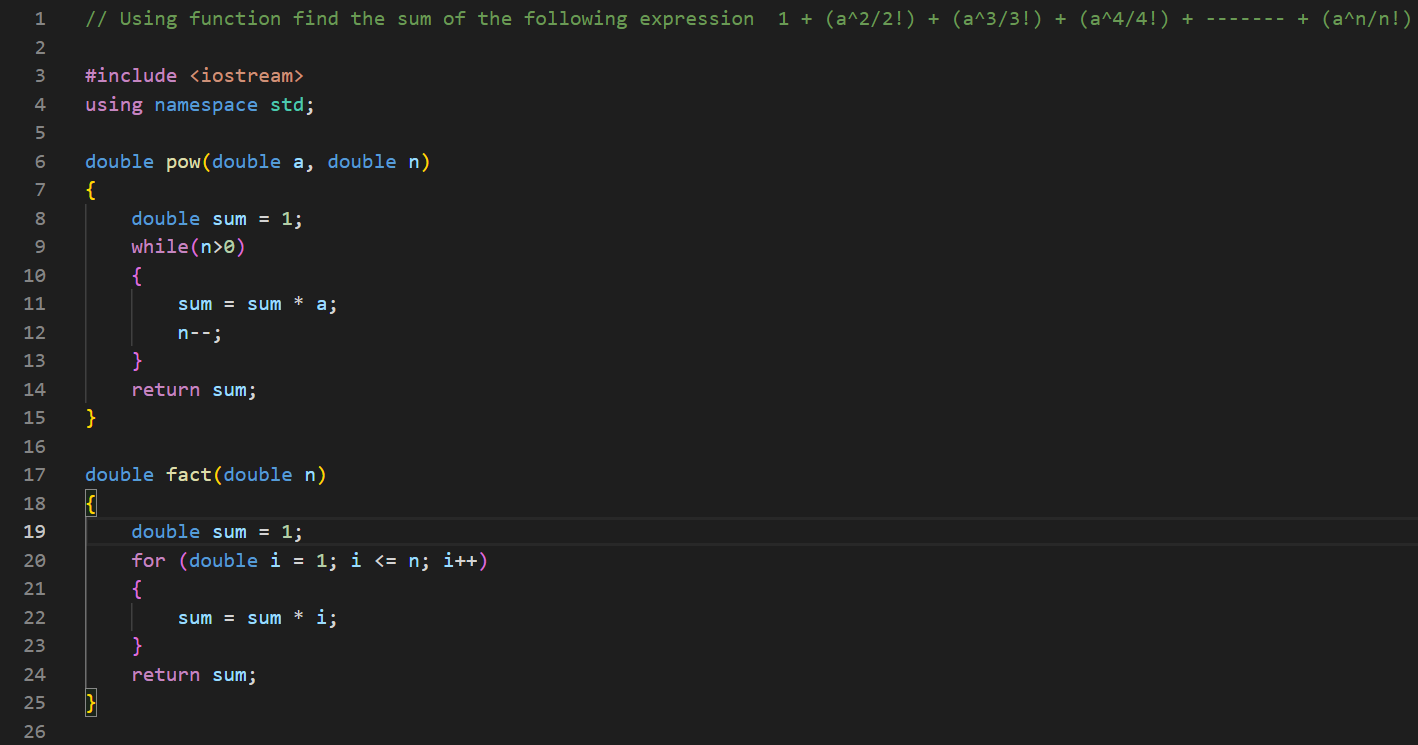 1 // Using function find the sum of the following expression  1 + (a^2/2!) + (a^3/3!) + (a^4/4!) + ------- + (a^n/n!)
2
3 #include <iostream>
4 using namespace std;
5
6 double pow(double a, double n)
7 {
8     double sum = 1;
9     while(n>0)
10     {
11         sum = sum * a;
12         n--;
13     }
14     return sum;
15 }
16
17 double fact(double n)
18 {
19     double sum = 1;
20     for (double i = 1; i <= n; i++)
21     {
22         sum = sum * i;
23     }
24     return sum;
25 }
26